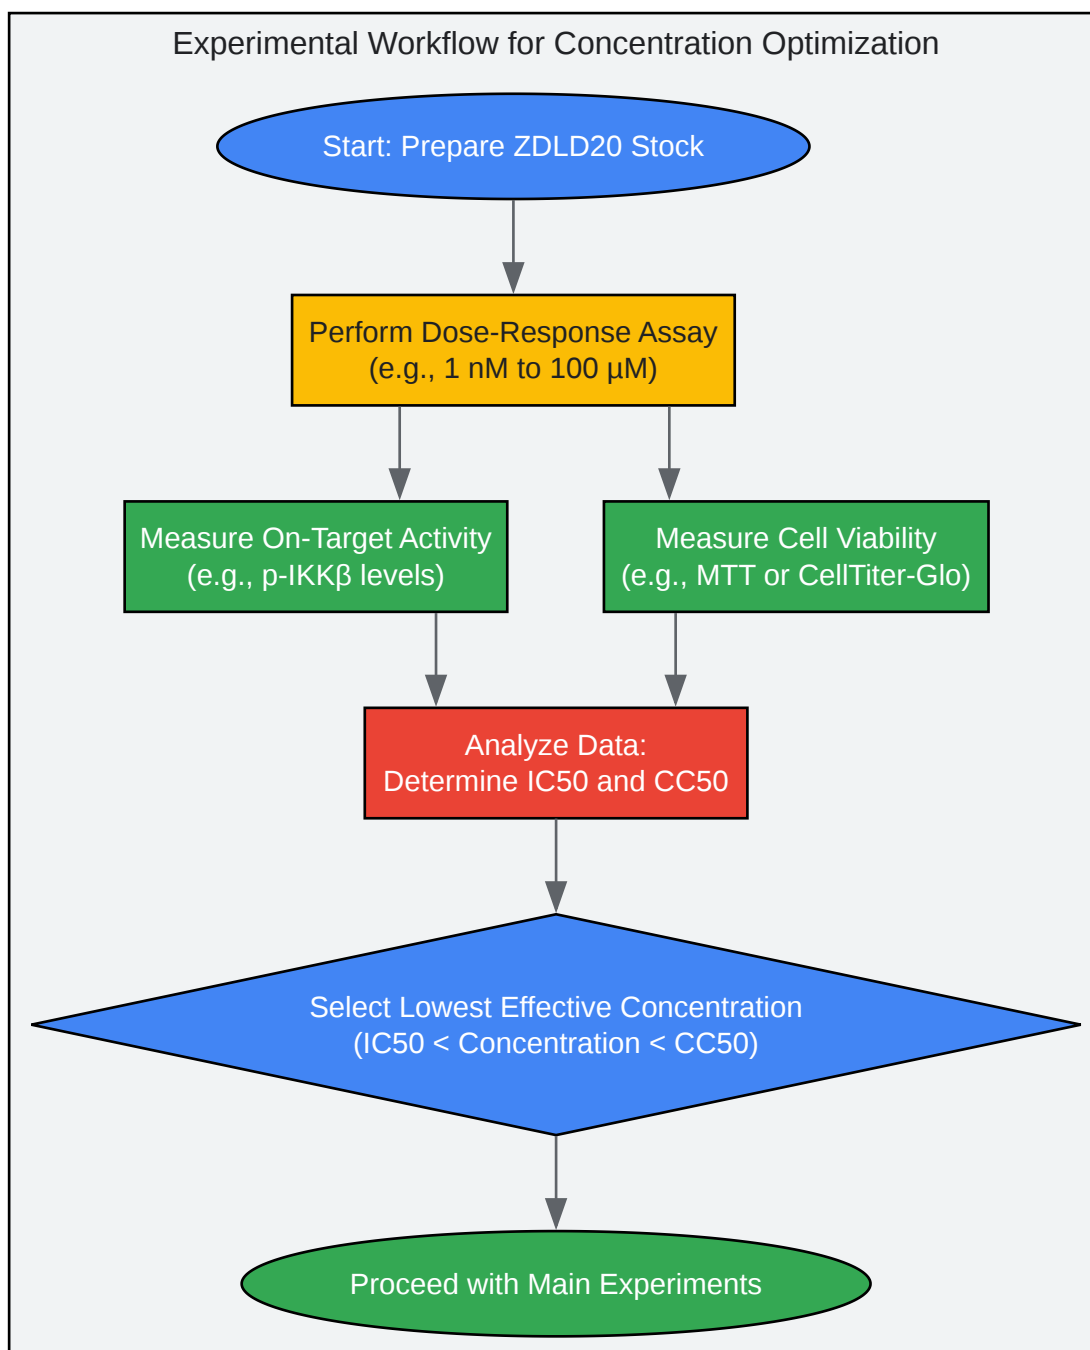 Experimental Workflow for Concentration Optimization
Start: Prepare ZDLD20 Stock
Perform Dose-Response Assay
(e.g., 1 nM to 100 µM)
Measure On-Target Activity
(e.g., p-IKKβ levels)
Measure Cell Viability
(e.g., MTT or CellTiter-Glo)
Analyze Data:
Determine IC50 and CC50
Select Lowest Effective Concentration
(IC50 < Concentration < CC50)
Proceed with Main Experiments